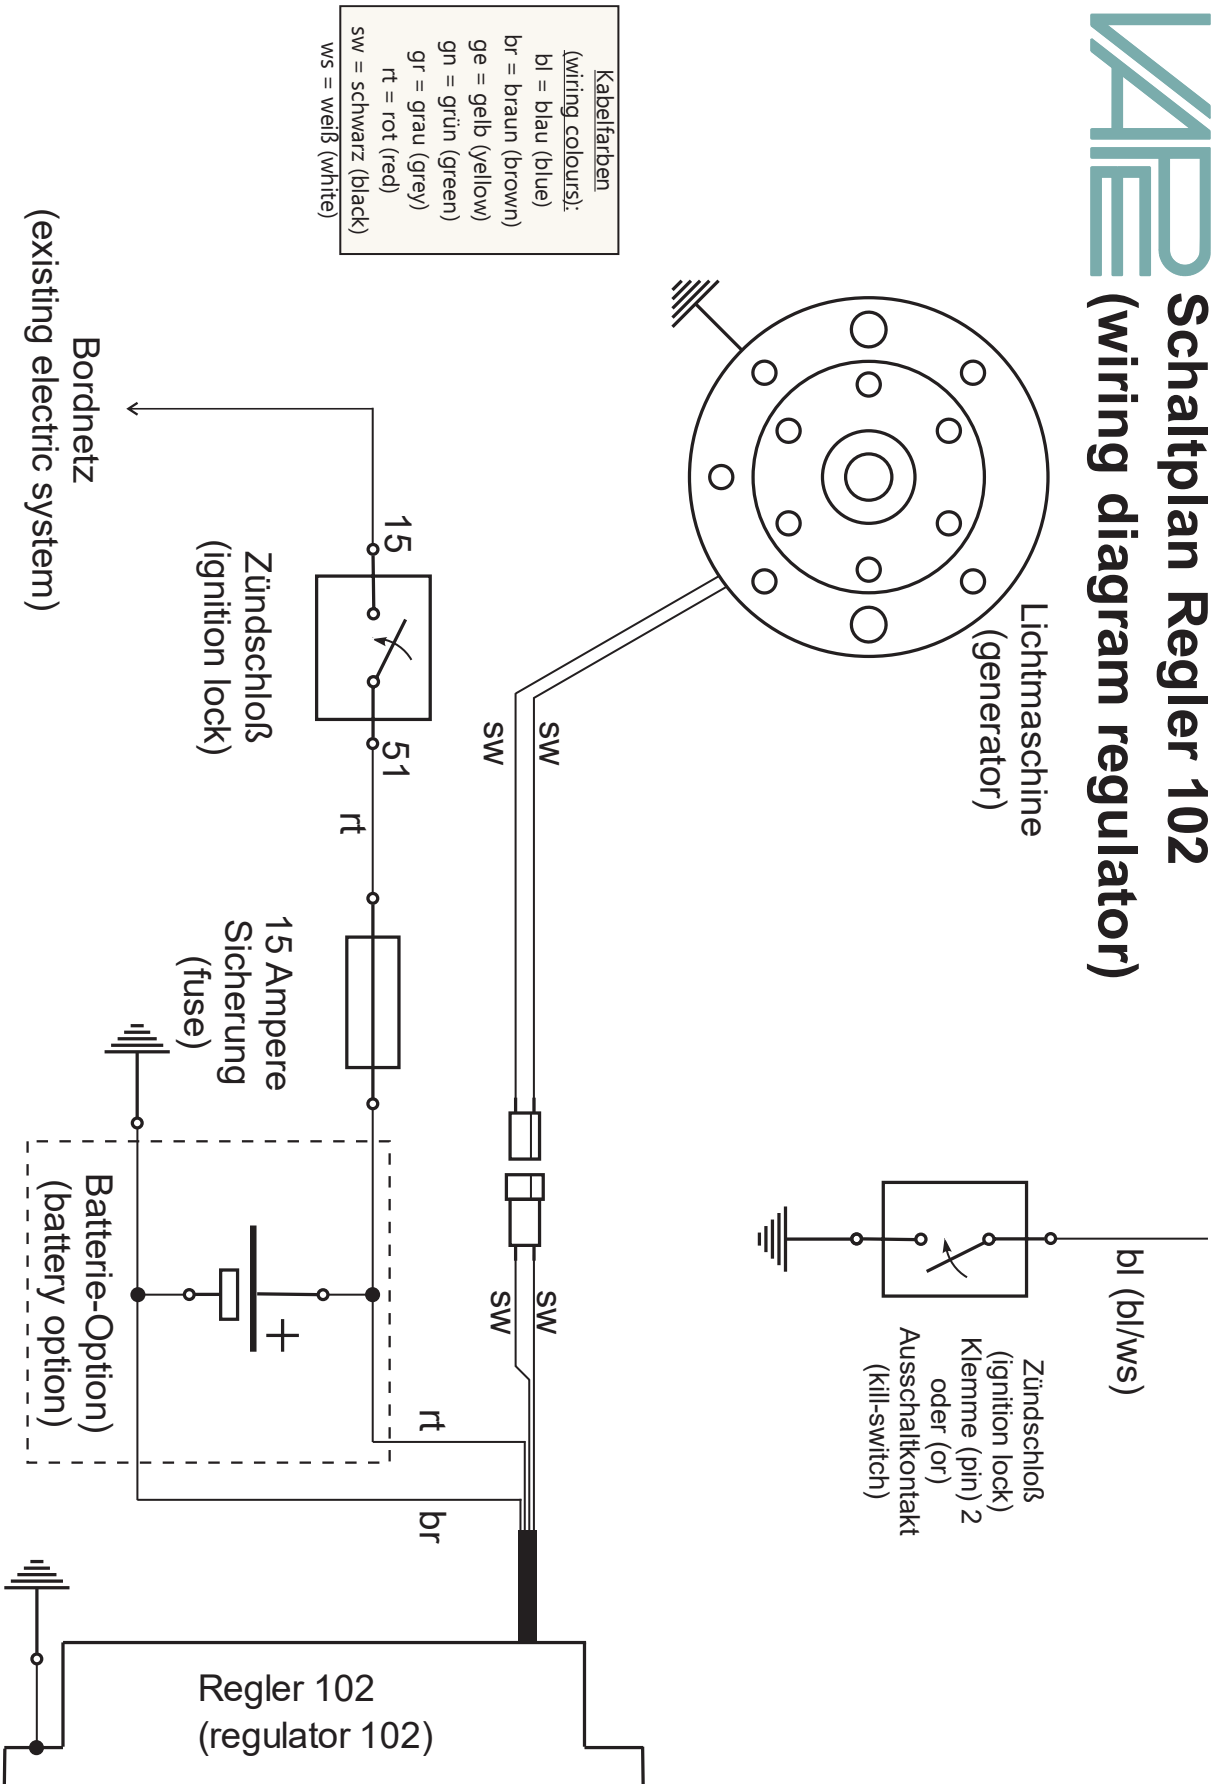 VAPE
Schaltplan Regler 102
(wiring diagram regulator)
Kabelfarben
(wiring colours):
bl = blau (blue)
br = braun (brown)
ge = gelb (yellow)
gn = grün (green)
gr = grau (grey)
rt = rot (red)
sw = schwarz (black)
ws = weiß (white)
Lichtmaschine
(generator)
sw
sw
sw
sw
bl (bl/ws)
Zündschloß
(ignition lock)
Klemme (pin) 2
oder (or)
Ausschaltkontakt
(kill-switch)
Bordnetz
(existing electric system)
15
51
Zündschloß
(ignition lock)
rt
15 Ampere
Sicherung
(fuse)
+
Batterie-Option)
(battery option)
rt
br
Regler 102
(regulator 102)